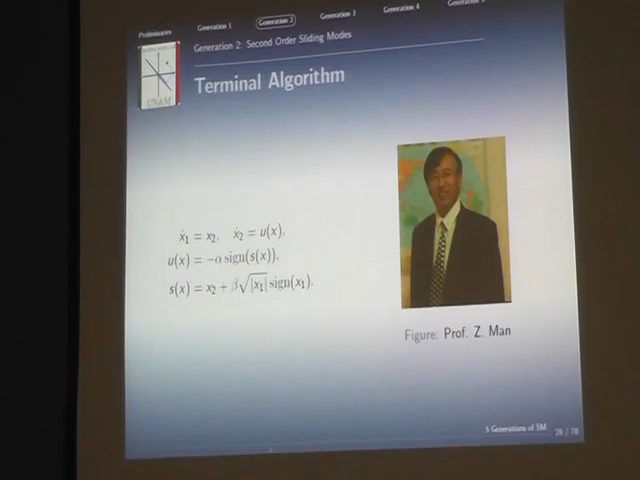 Preliminaries
Generation 1
Generation 2
Generation 3
Generation 4
Generation 2: Second Order Sliding Modes
UNAM
Terminal Algorithm
ẋ₁ = x₂, ẋ₂ = u(x),
u(x) = −α sign(s(x)),
s(x) = x₂ + β√|x₁| sign(x₁).
Figure: Prof. Z. Man
5 Generations of SM 28 / 78